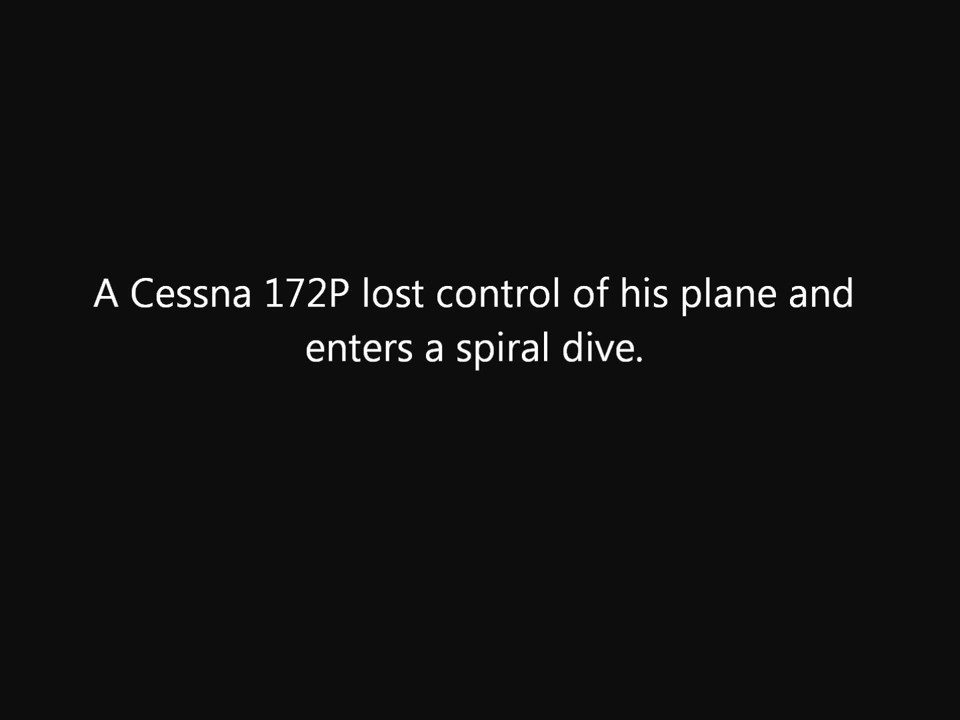 A Cessna 172P lost control of his plane and
enters a spiral dive.